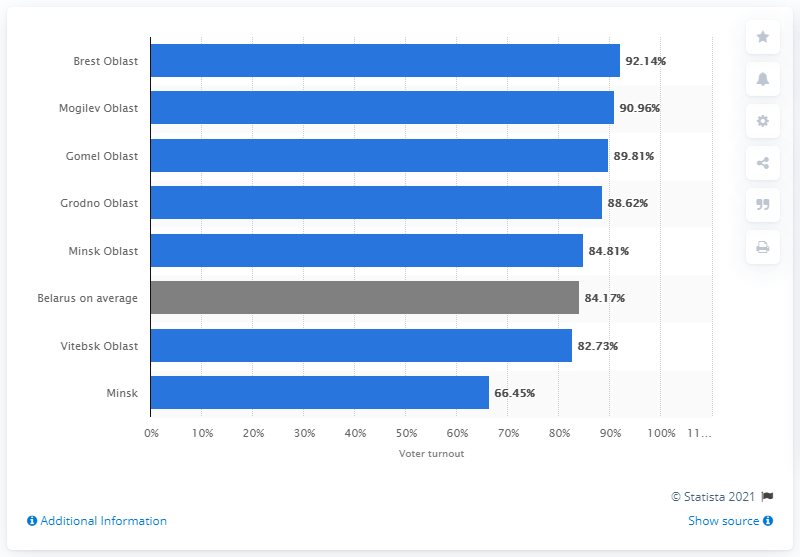 Brest Oblast 92.14%
Mogilev Oblast 90.96%
Gomel Oblast 89.81%
Grodno Oblast 88.62%
Minsk Oblast 84.81%
Belarus on average 84.17%
Vitebsk Oblast 82.73%
Minsk 66.45%
0% 10% 20% 30% 40% 50% 60% 70% 80% 90% 100% 11...
Voter turnout
© Statista 2021
Additional Information Show source